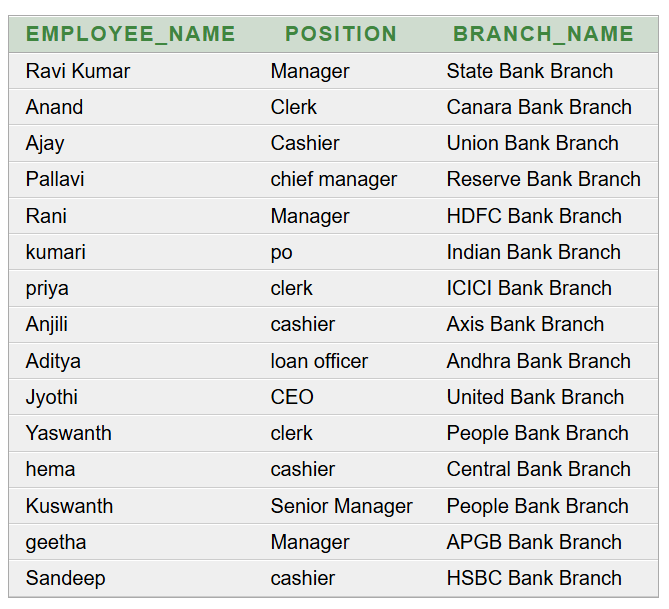 EMPLOYEE_NAME POSITION BRANCH_NAME
Ravi Kumar Manager State Bank Branch
Anand Clerk Canara Bank Branch
Ajay Cashier Union Bank Branch
Pallavi chief manager Reserve Bank Branch
Rani Manager HDFC Bank Branch
kumari po Indian Bank Branch
priya clerk ICICI Bank Branch
Anjili cashier Axis Bank Branch
Aditya loan officer Andhra Bank Branch
Jyothi CEO United Bank Branch
Yaswanth clerk People Bank Branch
hema cashier Central Bank Branch
Kuswanth Senior Manager People Bank Branch
geetha Manager APGB Bank Branch
Sandeep cashier HSBC Bank Branch